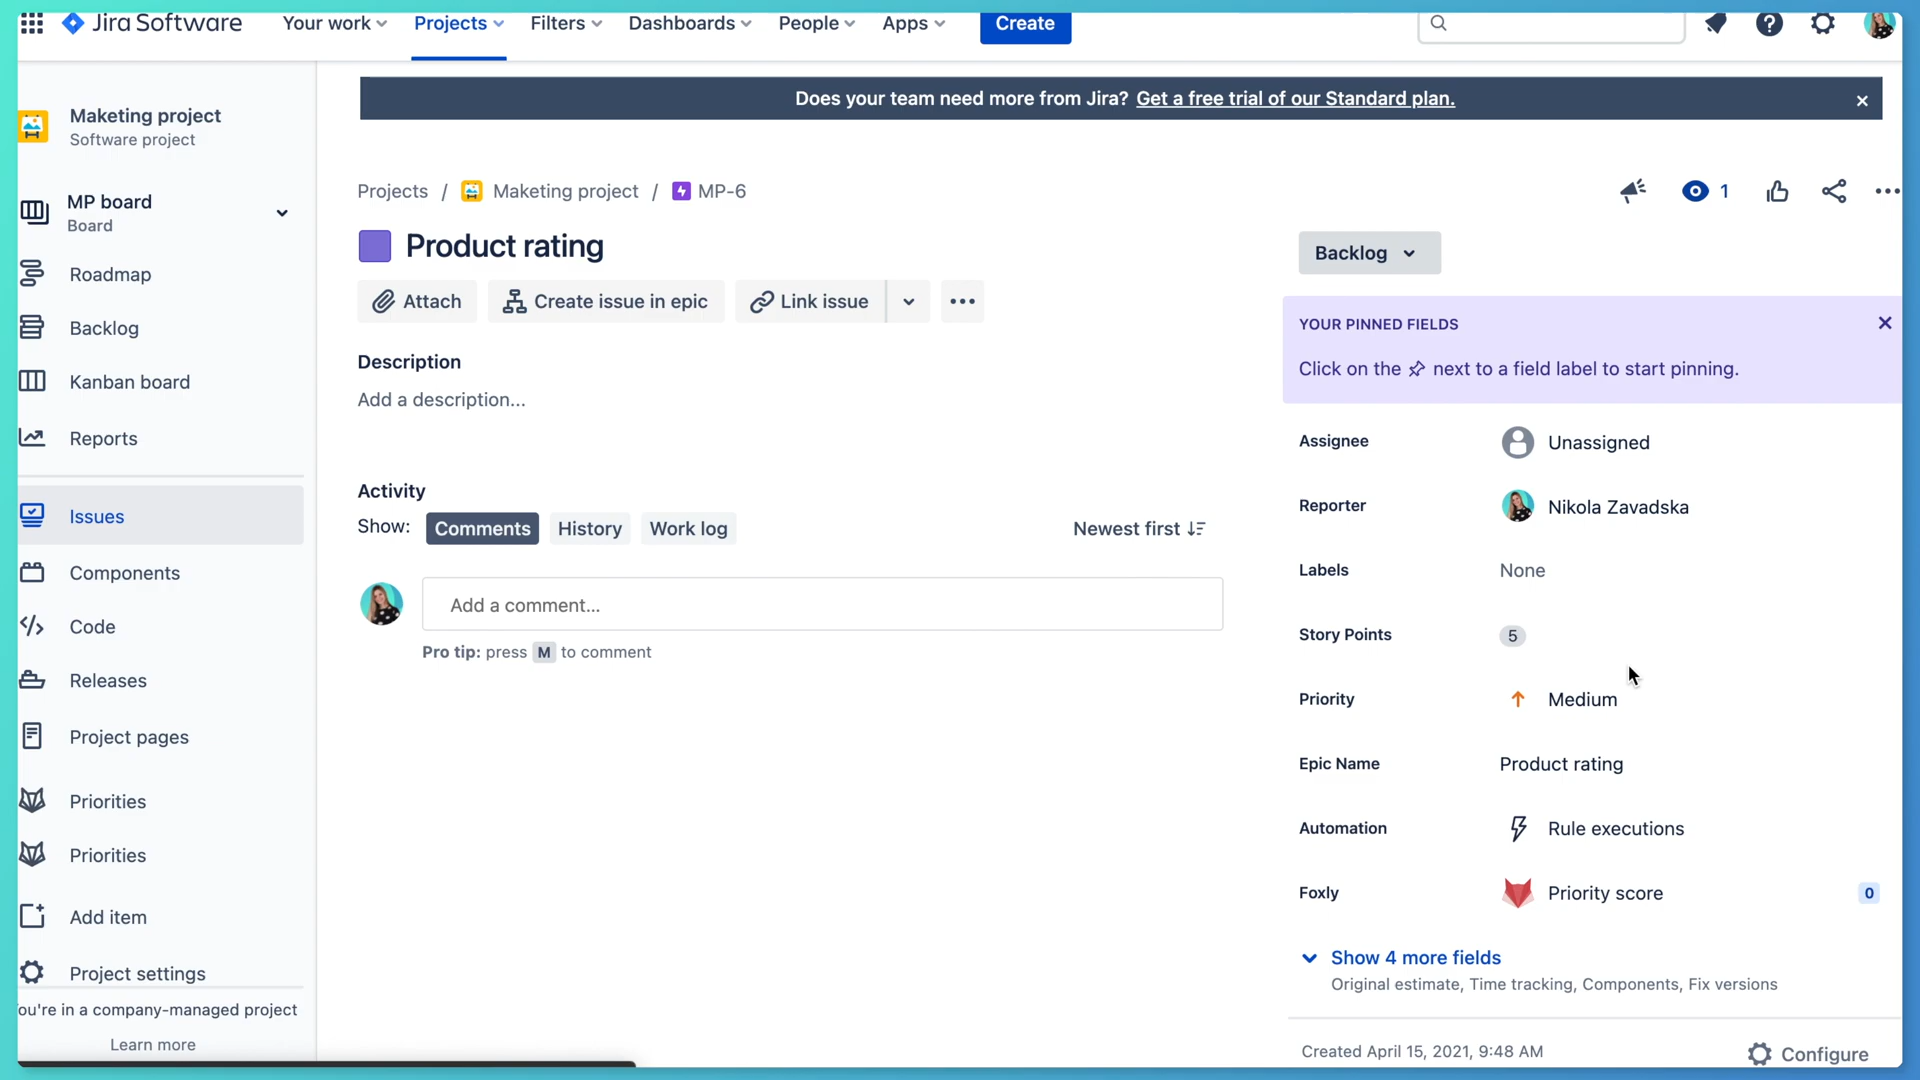 Jira Software
Your work
Projects
Filters
Dashboards
People
Apps
Create
Maketing project
Software project
MP board
Board
Roadmap
Backlog
Kanban board
Reports
Issues
Components
Code
Releases
Project pages
Priorities
Priorities
Add item
Project settings
ou're in a company-managed project
Learn more
Does your team need more from Jira? Get a free trial of our Standard plan.
Projects / Maketing project / MP-6
1
Product rating
Attach
Create issue in epic
Link issue
Description
Add a description...
Activity
Show: Comments History Work log
Newest first
Add a comment...
Pro tip: press M to comment
Backlog
YOUR PINNED FIELDS
Click on the next to a field label to start pinning.
Assignee Unassigned
Reporter Nikola Zavadska
Labels None
Story Points 5
Priority Medium
Epic Name Product rating
Automation Rule executions
Foxly Priority score 0
Show 4 more fields
Original estimate, Time tracking, Components, Fix versions
Created April 15, 2021, 9:48 AM
Configure